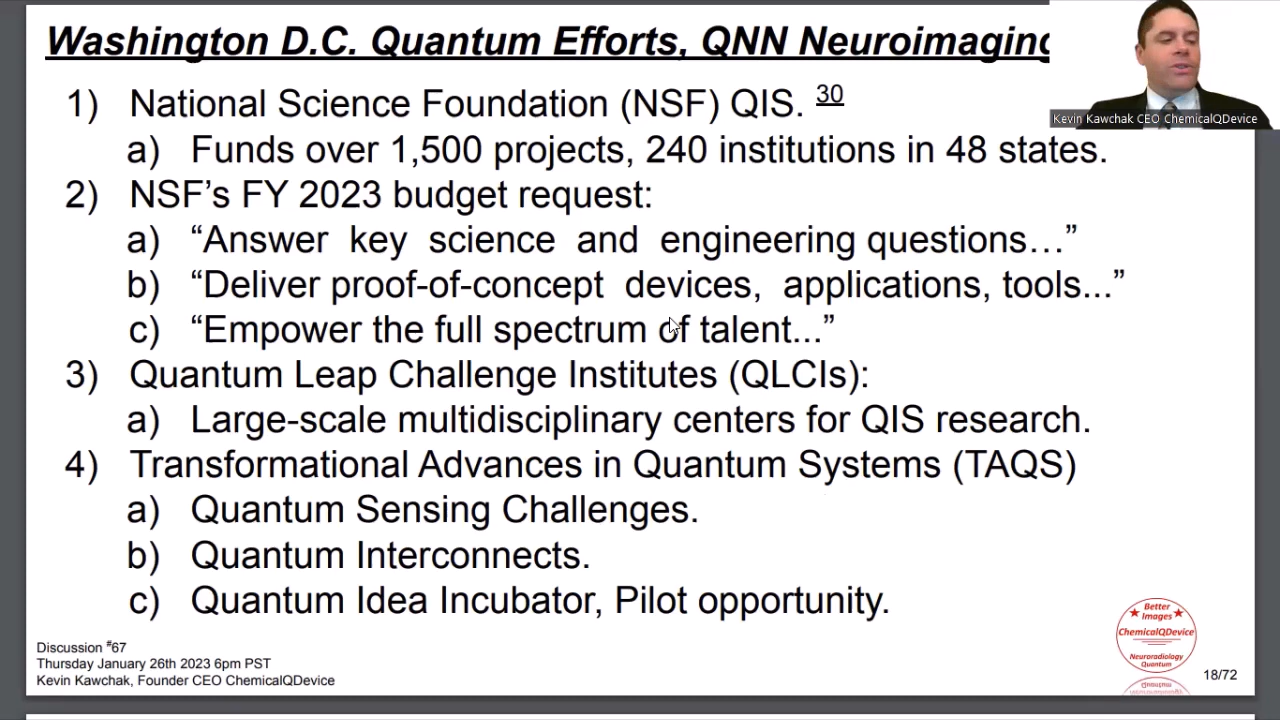 Washington D.C. Quantum Efforts, QNN Neuroimaging
1) National Science Foundation (NSF) QIS. 30
a) Funds over 1,500 projects, 240 institutions in 48 states.
2) NSF’s FY 2023 budget request:
a) “Answer key science and engineering questions…”
b) “Deliver proof-of-concept devices, applications, tools...”
c) “Empower the full spectrum of talent...”
3) Quantum Leap Challenge Institutes (QLCIs):
a) Large-scale multidisciplinary centers for QIS research.
4) Transformational Advances in Quantum Systems (TAQS)
a) Quantum Sensing Challenges.
b) Quantum Interconnects.
c) Quantum Idea Incubator, Pilot opportunity.
Kevin Kawchak CEO ChemicalQDevice
Discussion #67
Thursday January 26th 2023 6pm PST
Kevin Kawchak, Founder CEO ChemicalQDevice
Better
Images
ChemicalQDevice
Neuroradiology
Quantum
18/72